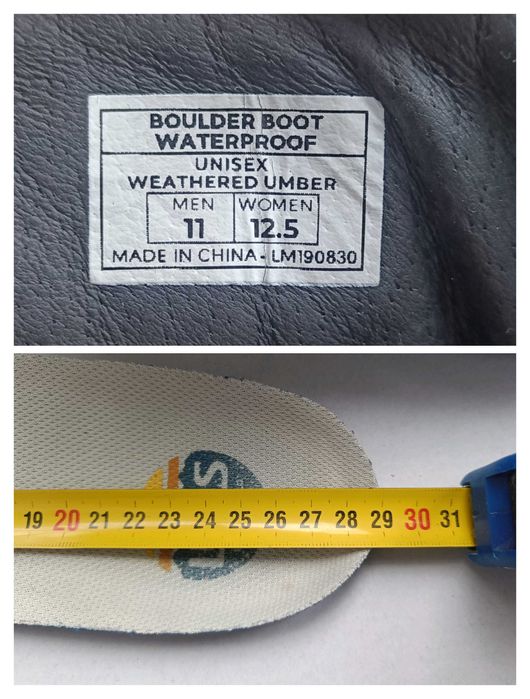 BOULDER BOOT
WATERPROOF
UNISEX
WEATHERED UMBER
MEN WOMEN
11 12.5
MADE IN CHINA - LM190830
19 20 21 22 23 24 25 26 27 28 29 30 31